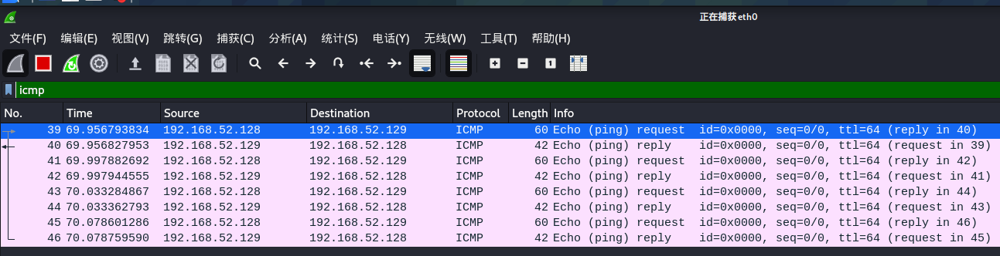 正在捕获 eth0
文件(F) 编辑(E) 视图(V) 跳转(G) 捕获(C) 分析(A) 统计(S) 电话(Y) 无线(W) 工具(T) 帮助(H)
icmp
No. Time Source Destination Protocol Length Info
39 69.956793834 192.168.52.128 192.168.52.129 ICMP 60 Echo (ping) request id=0x0000, seq=0/0, ttl=64 (reply in 40)
40 69.956827953 192.168.52.129 192.168.52.128 ICMP 42 Echo (ping) reply id=0x0000, seq=0/0, ttl=64 (request in 39)
41 69.997882692 192.168.52.128 192.168.52.129 ICMP 60 Echo (ping) request id=0x0000, seq=0/0, ttl=64 (reply in 42)
42 69.997944555 192.168.52.129 192.168.52.128 ICMP 42 Echo (ping) reply id=0x0000, seq=0/0, ttl=64 (request in 41)
43 70.033284867 192.168.52.128 192.168.52.129 ICMP 60 Echo (ping) request id=0x0000, seq=0/0, ttl=64 (reply in 44)
44 70.033362793 192.168.52.129 192.168.52.128 ICMP 42 Echo (ping) reply id=0x0000, seq=0/0, ttl=64 (request in 43)
45 70.078601286 192.168.52.128 192.168.52.129 ICMP 60 Echo (ping) request id=0x0000, seq=0/0, ttl=64 (reply in 46)
46 70.078759590 192.168.52.129 192.168.52.128 ICMP 42 Echo (ping) reply id=0x0000, seq=0/0, ttl=64 (request in 45)